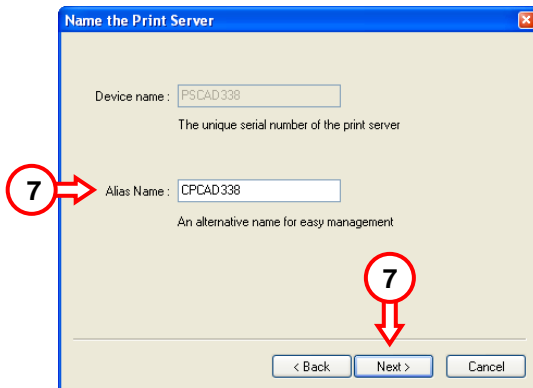 Name the Print Server
Device name : PSCAD338
The unique serial number of the print server
7
Alias Name : CPCAD338
An alternative name for easy management
7
< Back Next > Cancel